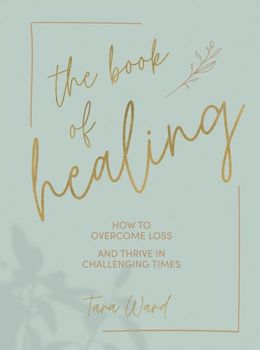 the book
of
healing
HOW TO
OVERCOME LOSS
AND THRIVE IN
CHALLENGING TIMES
Tara Ward